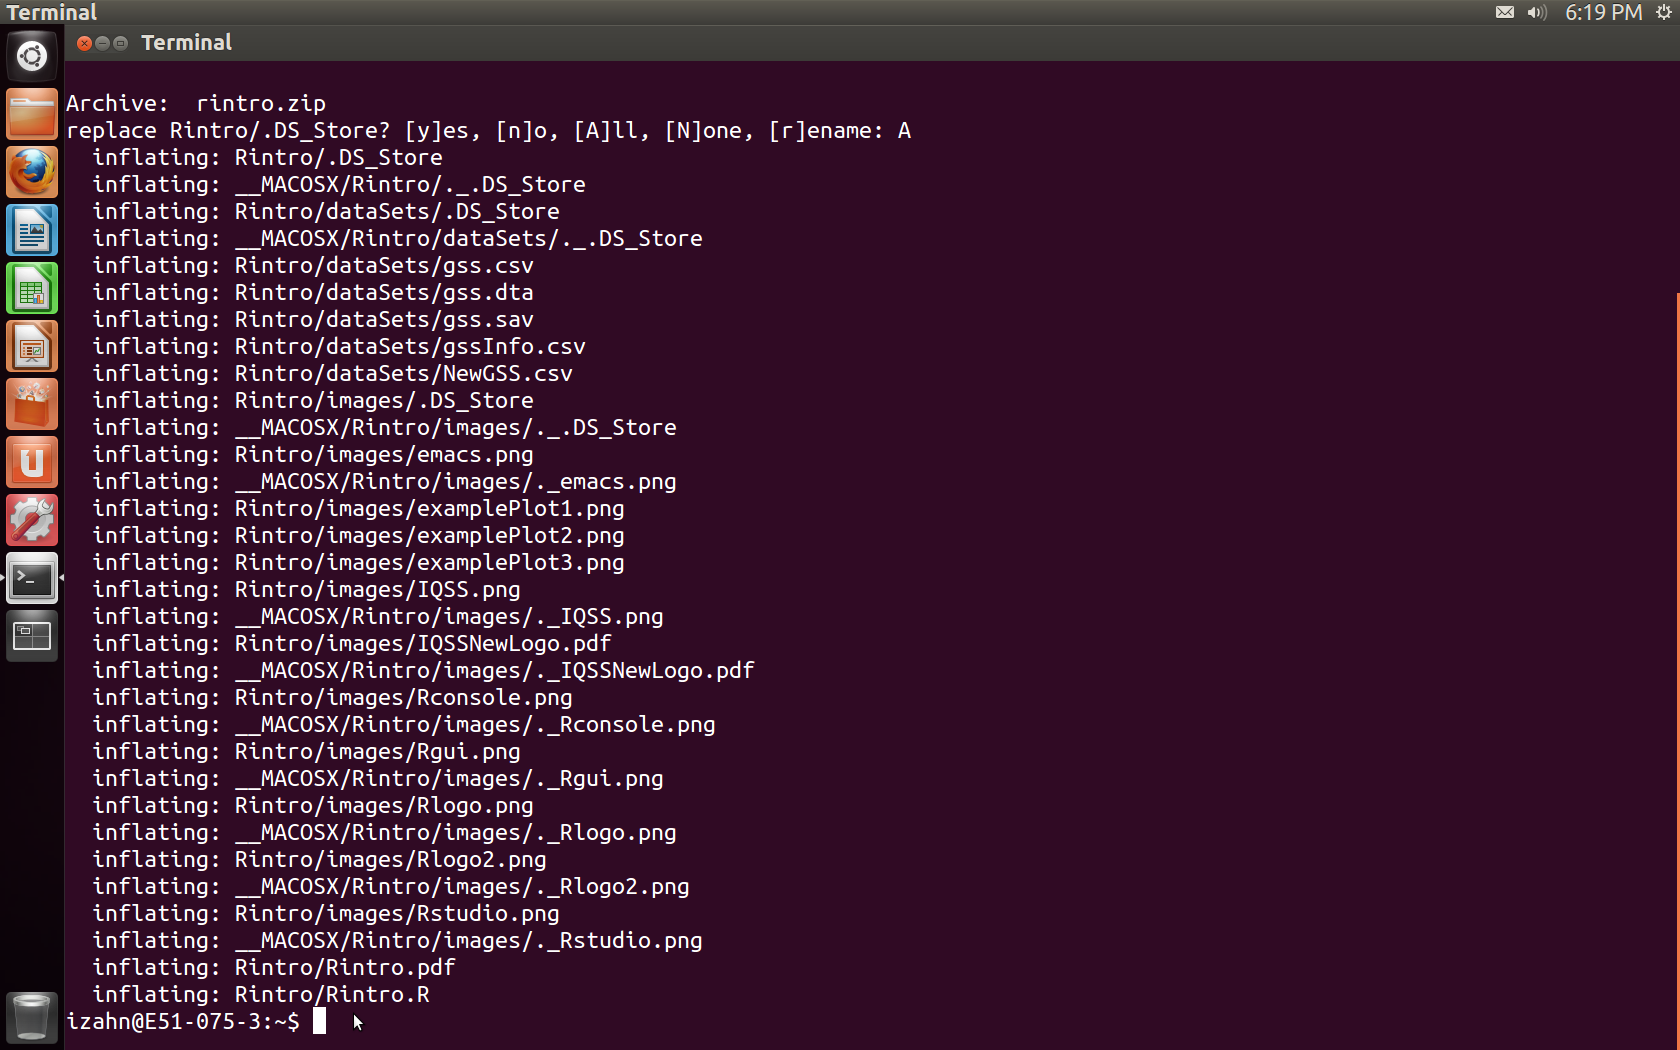 Terminal
6:19 PM
Terminal
Archive:  rintro.zip
replace Rintro/.DS_Store? [y]es, [n]o, [A]ll, [N]one, [r]ename: A
  inflating: Rintro/.DS_Store
  inflating: __MACOSX/Rintro/._.DS_Store
  inflating: Rintro/dataSets/.DS_Store
  inflating: __MACOSX/Rintro/dataSets/._.DS_Store
  inflating: Rintro/dataSets/gss.csv
  inflating: Rintro/dataSets/gss.dta
  inflating: Rintro/dataSets/gss.sav
  inflating: Rintro/dataSets/gssInfo.csv
  inflating: Rintro/dataSets/NewGSS.csv
  inflating: Rintro/images/.DS_Store
  inflating: __MACOSX/Rintro/images/._.DS_Store
  inflating: Rintro/images/emacs.png
  inflating: __MACOSX/Rintro/images/._emacs.png
  inflating: Rintro/images/examplePlot1.png
  inflating: Rintro/images/examplePlot2.png
  inflating: Rintro/images/examplePlot3.png
  inflating: Rintro/images/IQSS.png
  inflating: __MACOSX/Rintro/images/._IQSS.png
  inflating: Rintro/images/IQSSNewLogo.pdf
  inflating: __MACOSX/Rintro/images/._IQSSNewLogo.pdf
  inflating: Rintro/images/Rconsole.png
  inflating: __MACOSX/Rintro/images/._Rconsole.png
  inflating: Rintro/images/Rgui.png
  inflating: __MACOSX/Rintro/images/._Rgui.png
  inflating: Rintro/images/Rlogo.png
  inflating: __MACOSX/Rintro/images/._Rlogo.png
  inflating: Rintro/images/Rlogo2.png
  inflating: __MACOSX/Rintro/images/._Rlogo2.png
  inflating: Rintro/images/Rstudio.png
  inflating: __MACOSX/Rintro/images/._Rstudio.png
  inflating: Rintro/Rintro.pdf
  inflating: Rintro/Rintro.R
izahn@E51-075-3:~$